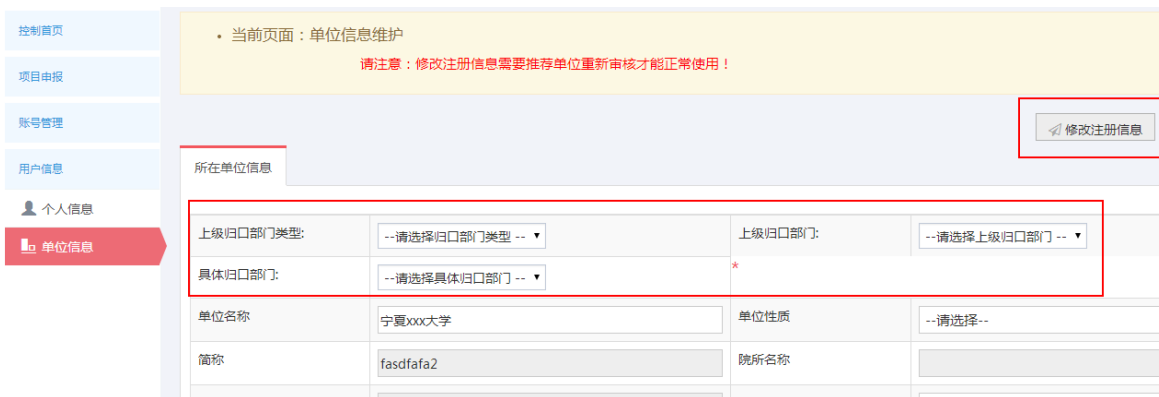 控制首页
项目申报
账号管理
用户信息
个人信息
单位信息
• 当前页面：单位信息维护
请注意：修改注册信息需要推荐单位重新审核才能正常使用！
修改注册信息
所在单位信息
上级归口部门类型: --请选择归口部门类型 -- 上级归口部门: --请选择上级归口部门 --
具体归口部门: --请选择具体归口部门 -- *
单位名称 宁夏xxx大学 单位性质 --请选择--
简称 fasdfafa2 院所名称